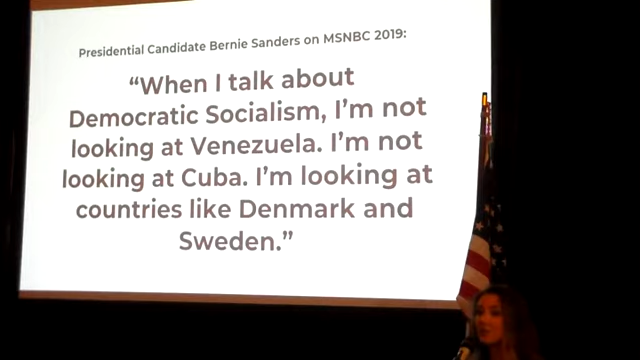 Presidential Candidate Bernie Sanders on MSNBC 2019:
“When I talk about
Democratic Socialism, I’m not
looking at Venezuela. I’m not
looking at Cuba. I’m looking at
countries like Denmark and
Sweden.”